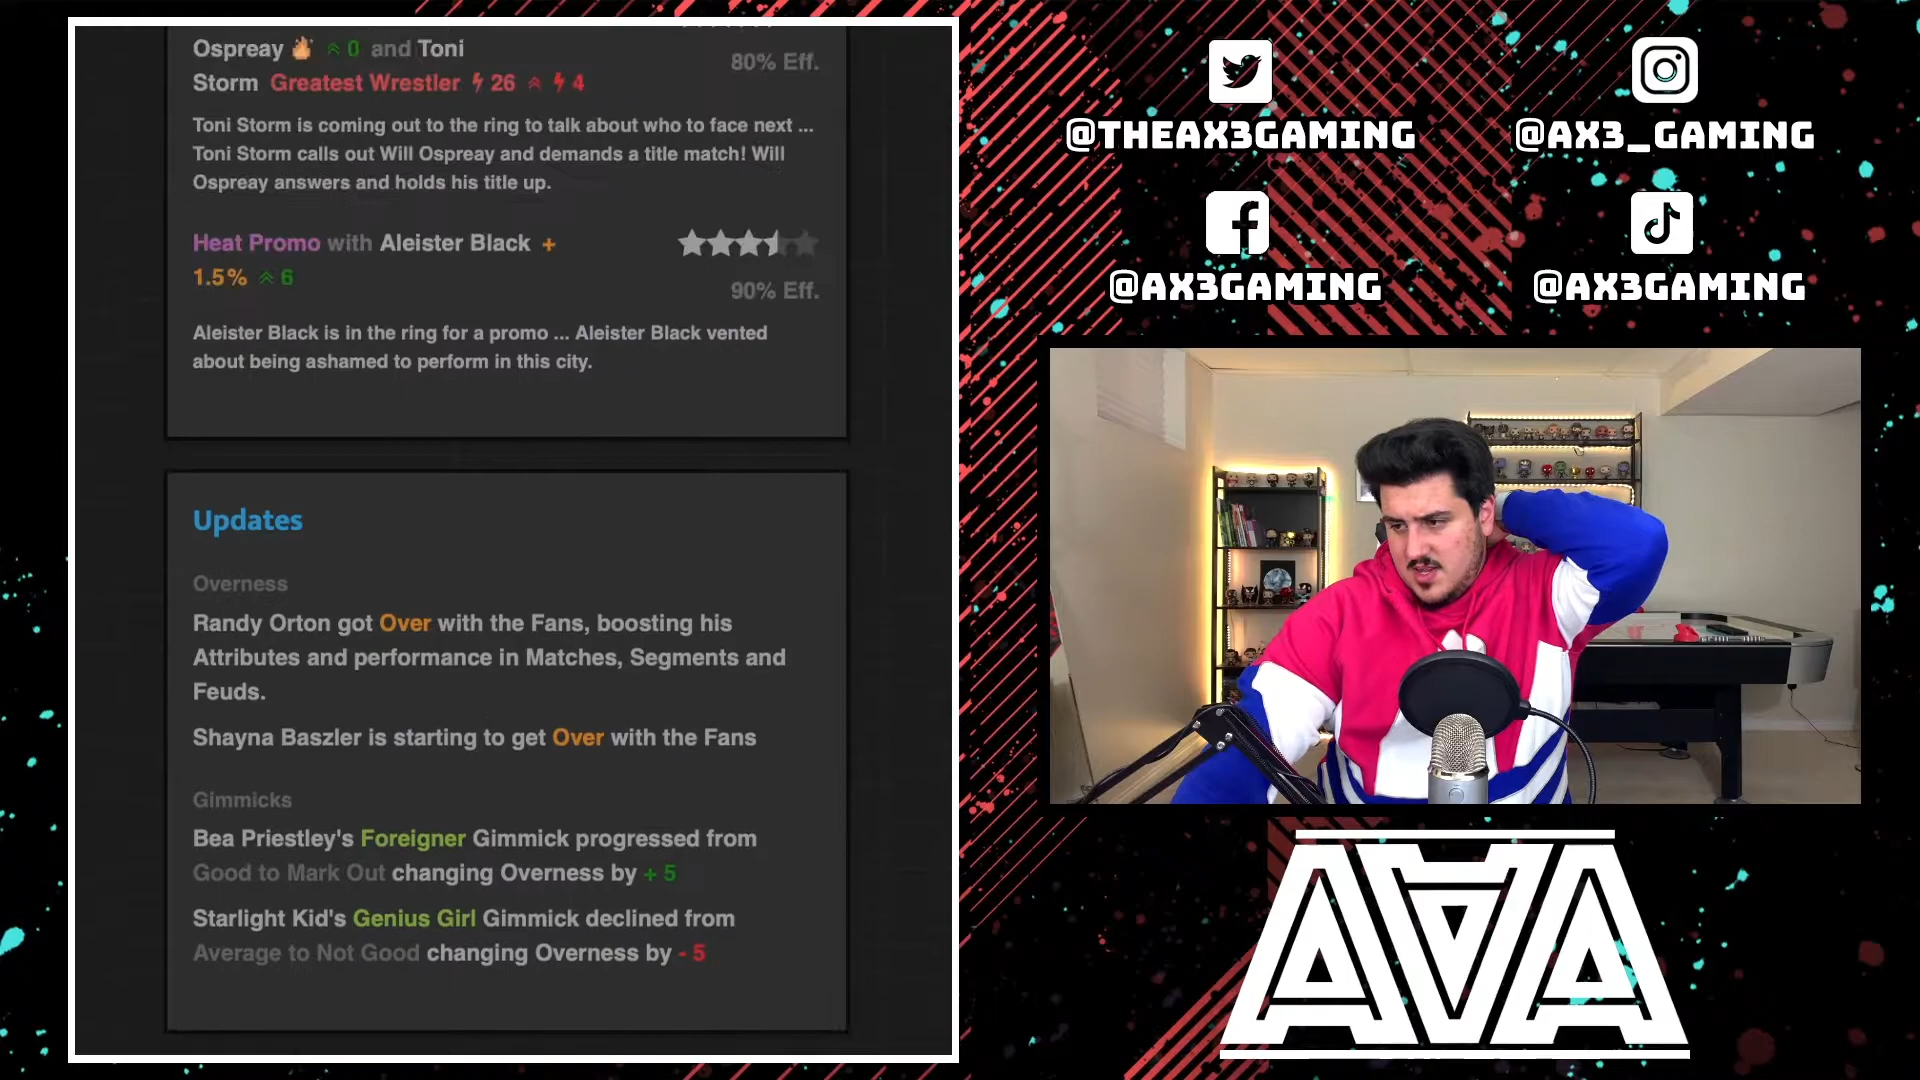 Ospreay 🔥 0 and Toni
80% Eff.
Storm Greatest Wrestler 26 4
Toni Storm is coming out to the ring to talk about who to face next ...
Toni Storm calls out Will Ospreay and demands a title match! Will
Ospreay answers and holds his title up.
Heat Promo with Aleister Black +
1.5% 6
90% Eff.
Aleister Black is in the ring for a promo ... Aleister Black vented
about being ashamed to perform in this city.
Updates
Overness
Randy Orton got Over with the Fans, boosting his
Attributes and performance in Matches, Segments and
Feuds.
Shayna Baszler is starting to get Over with the Fans
Gimmicks
Bea Priestley's Foreigner Gimmick progressed from
Good to Mark Out changing Overness by + 5
Starlight Kid's Genius Girl Gimmick declined from
Average to Not Good changing Overness by - 5
@THEAX3GAMING
@AX3_GAMING
@AX3GAMING
@AX3GAMING